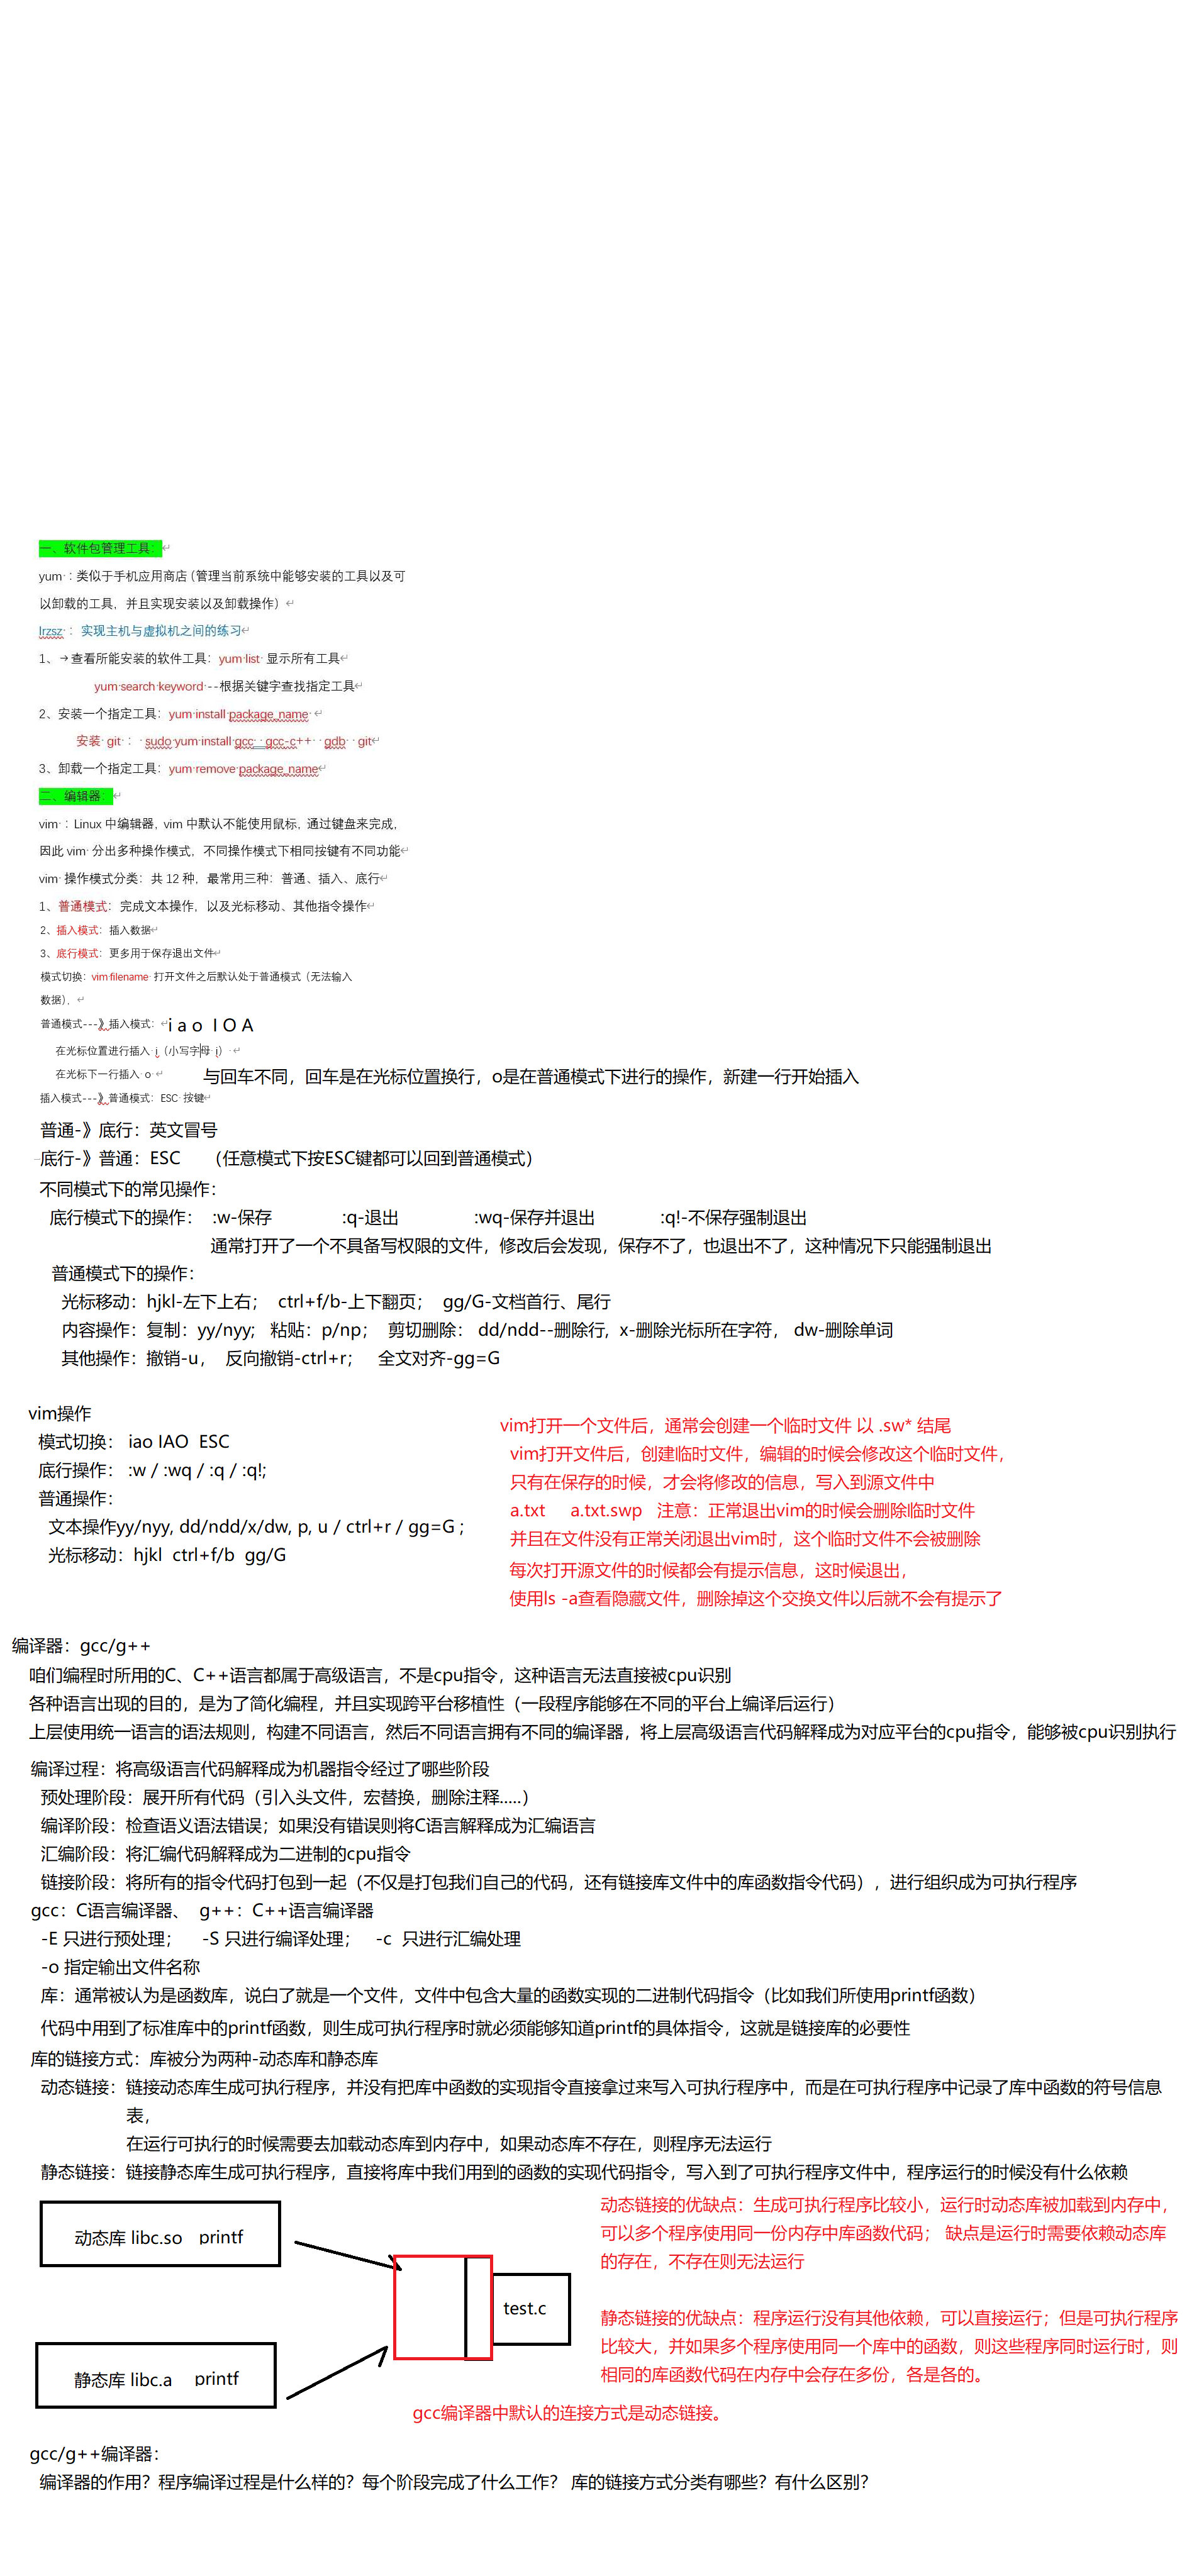 一、软件包管理工具：
yum ：类似于手机应用商店（管理当前系统中能够安装的工具以及可
以卸载的工具，并且实现安装以及卸载操作）
lrzsz ：实现主机与虚拟机之间的练习
1、→查看所能安装的软件工具：yum list 显示所有工具
yum search keyword --根据关键字查找指定工具
2、安装一个指定工具：yum install package_name
安装 git ： sudo yum install gcc gcc-c++ gdb git
3、卸载一个指定工具：yum remove package_name
二、编辑器：
vim ：Linux 中编辑器，vim 中默认不能使用鼠标，通过键盘来完成，
因此 vim 分出多种操作模式，不同操作模式下相同按键有不同功能
vim 操作模式分类：共 12 种，最常用三种：普通、插入、底行
1、普通模式：完成文本操作，以及光标移动、其他指令操作
2、插入模式：插入数据
3、底行模式：更多用于保存退出文件
模式切换：vim filename 打开文件之后默认处于普通模式（无法输入
数据），
普通模式---》插入模式： i a o I O A
在光标位置进行插入 i（小写字母 i）
在光标下一行插入 o 与回车不同，回车是在光标位置换行，o是在普通模式下进行的操作，新建一行开始插入
插入模式---》普通模式：ESC 按键
普通-》底行：英文冒号
底行-》普通：ESC （任意模式下按ESC键都可以回到普通模式）
不同模式下的常见操作：
底行模式下的操作： :w-保存 :q-退出 :wq-保存并退出 :q!-不保存强制退出
通常打开了一个不具备写权限的文件，修改后会发现，保存不了，也退出不了，这种情况下只能强制退出
普通模式下的操作：
光标移动：hjkl-左下上右； ctrl+f/b-上下翻页； gg/G-文档首行、尾行
内容操作：复制：yy/nyy; 粘贴：p/np； 剪切删除： dd/ndd--删除行, x-删除光标所在字符， dw-删除单词
其他操作：撤销-u， 反向撤销-ctrl+r； 全文对齐-gg=G
vim操作
模式切换： iao IAO ESC
底行操作： :w / :wq / :q / :q!;
普通操作：
文本操作yy/nyy, dd/ndd/x/dw, p, u / ctrl+r / gg=G ;
光标移动：hjkl ctrl+f/b gg/G
vim打开一个文件后，通常会创建一个临时文件 以 .sw* 结尾
vim打开文件后，创建临时文件，编辑的时候会修改这个临时文件，
只有在保存的时候，才会将修改的信息，写入到源文件中
a.txt a.txt.swp 注意：正常退出vim的时候会删除临时文件
并且在文件没有正常关闭退出vim时，这个临时文件不会被删除
每次打开源文件的时候都会有提示信息，这时候退出，
使用ls -a查看隐藏文件，删除掉这个交换文件以后就不会有提示了
编译器：gcc/g++
咱们编程时所用的C、C++语言都属于高级语言，不是cpu指令，这种语言无法直接被cpu识别
各种语言出现的目的，是为了简化编程，并且实现跨平台移植性（一段程序能够在不同的平台上编译后运行）
上层使用统一语言的语法规则，构建不同语言，然后不同语言拥有不同的编译器，将上层高级语言代码解释成为对应平台的cpu指令，能够被cpu识别执行
编译过程：将高级语言代码解释成为机器指令经过了哪些阶段
预处理阶段：展开所有代码（引入头文件，宏替换，删除注释.....）
编译阶段：检查语义语法错误；如果没有错误则将C语言解释成为汇编语言
汇编阶段：将汇编代码解释成为二进制的cpu指令
链接阶段：将所有的指令代码打包到一起（不仅是打包我们自己的代码，还有链接库文件中的库函数指令代码），进行组织成为可执行程序
gcc：C语言编译器、 g++：C++语言编译器
-E 只进行预处理； -S 只进行编译处理； -c 只进行汇编处理
-o 指定输出文件名称
库：通常被认为是函数库，说白了就是一个文件，文件中包含大量的函数实现的二进制代码指令（比如我们所使用printf函数）
代码中用到了标准库中的printf函数，则生成可执行程序时就必须能够知道printf的具体指令，这就是链接库的必要性
库的链接方式：库被分为两种-动态库和静态库
动态链接：链接动态库生成可执行程序，并没有把库中函数的实现指令直接拿过来写入可执行程序中，而是在可执行程序中记录了库中函数的符号信息
表，
在运行可执行的时候需要去加载动态库到内存中，如果动态库不存在，则程序无法运行
静态链接：链接静态库生成可执行程序，直接将库中我们用到的函数的实现代码指令，写入到了可执行程序文件中，程序运行的时候没有什么依赖
动态库 libc.so printf
静态库 libc.a printf
test.c
动态链接的优缺点：生成可执行程序比较小，运行时动态库被加载到内存中，
可以多个程序使用同一份内存中库函数代码； 缺点是运行时需要依赖动态库
的存在，不存在则无法运行
静态链接的优缺点：程序运行没有其他依赖，可以直接运行；但是可执行程序
比较大，并如果多个程序使用同一个库中的函数，则这些程序同时运行时，则
相同的库函数代码在内存中会存在多份，各是各的。
gcc编译器中默认的连接方式是动态链接。
gcc/g++编译器：
编译器的作用？程序编译过程是什么样的？每个阶段完成了什么工作？ 库的链接方式分类有哪些？有什么区别？